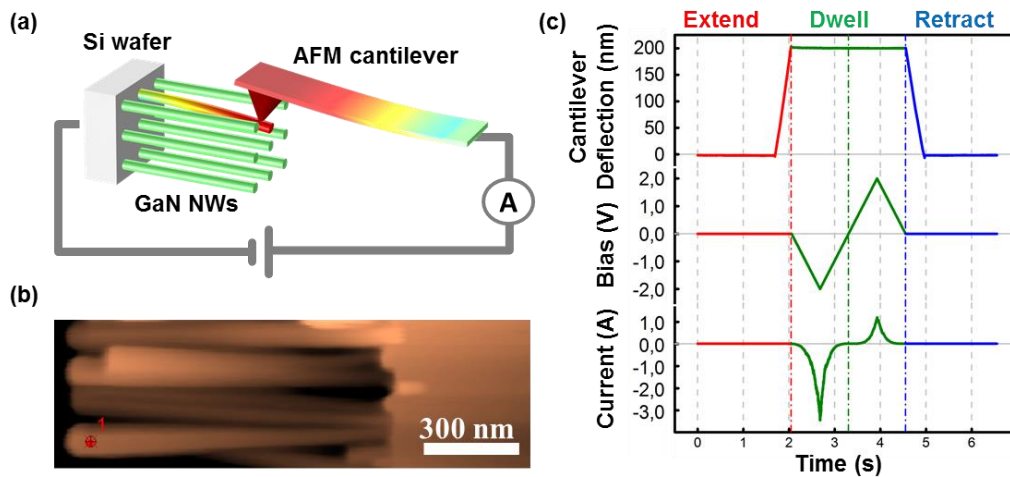 (a)
Si wafer
AFM cantilever
GaN NWs
A
(b)
1
300 nm
(c)
Extend Dwell Retract
Cantilever
Deflection (nm)
200
150
100
50
0
Bias (V)
2,0
1,0
0,0
-1,0
-2,0
Current (A)
1,0
0,0
-1,0
-2,0
-3,0
0 1 2 3 4 5 6
Time (s)